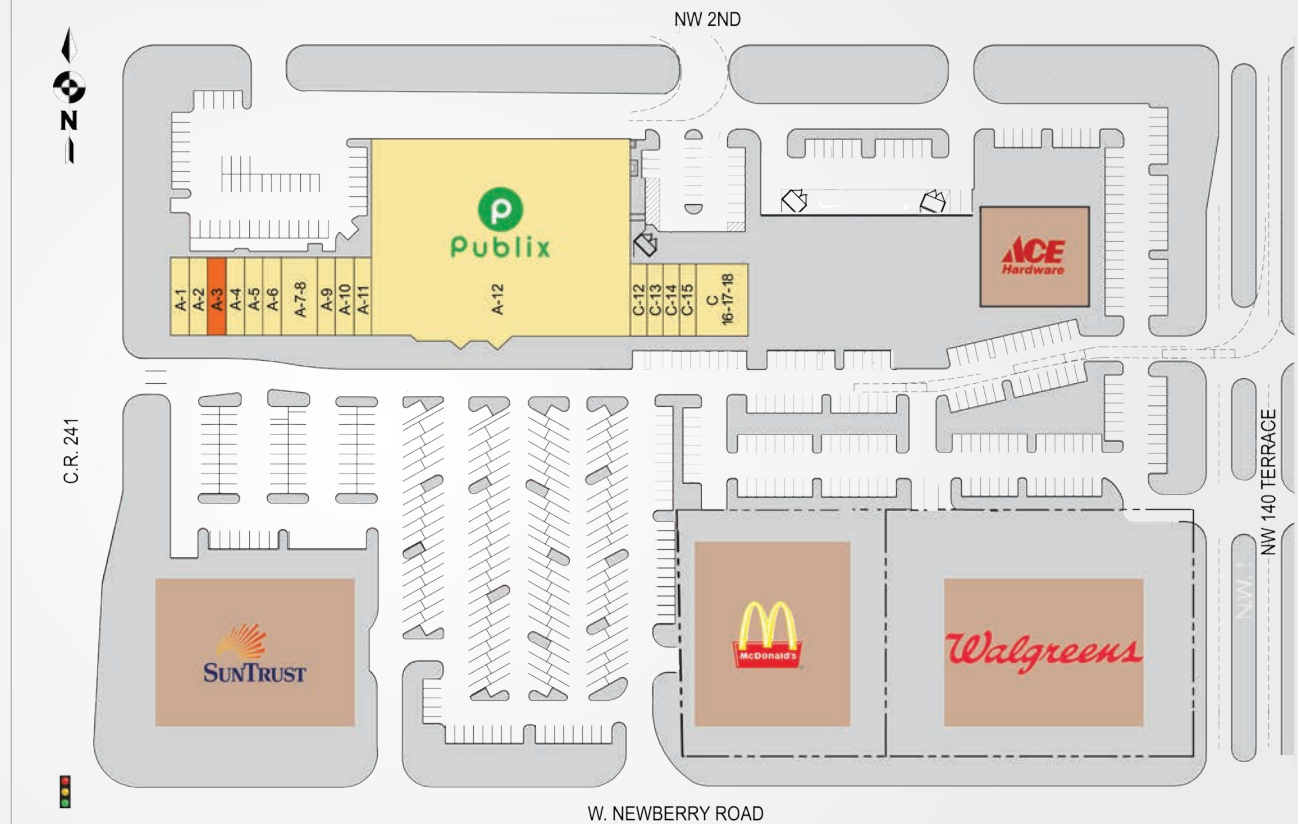 NW 2ND
N
Publix
ACE
Hardware
A-1
A-2
A-3
A-4
A-5
A-6
A-7-8
A-9
A-10
A-11
A-12
C-12
C-13
C-14
C-15
C
16-17-18
C.R. 241
NW 140 TERRACE
N.W. 1
SUNTRUST
McDonald's
Walgreens
W. NEWBERRY ROAD